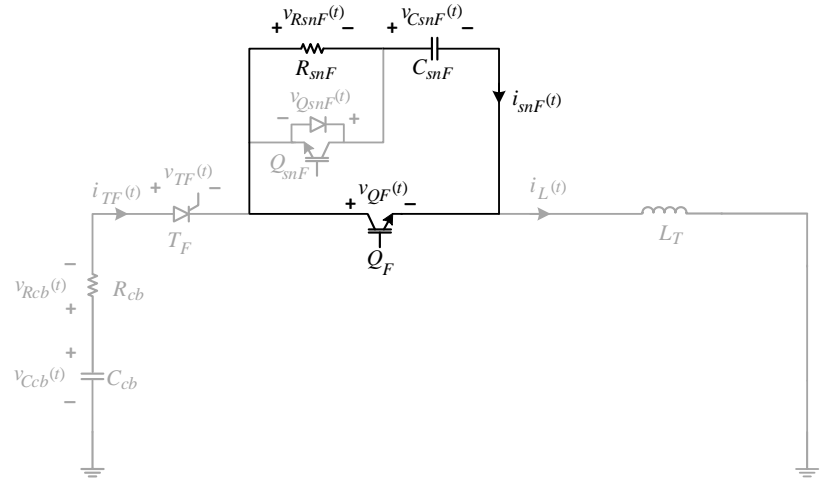 + v_RsnF(t) −
+ v_CsnF(t) −
R_snF
C_snF
i_snF(t)
v_QsnF(t)
− +
Q_snF
i_TF(t)
+ v_TF(t) −
T_F
+ v_QF(t) −
Q_F
i_L(t)
L_T
−
v_Rcb(t)
R_cb
+
+
v_Ccb(t)
C_cb
−